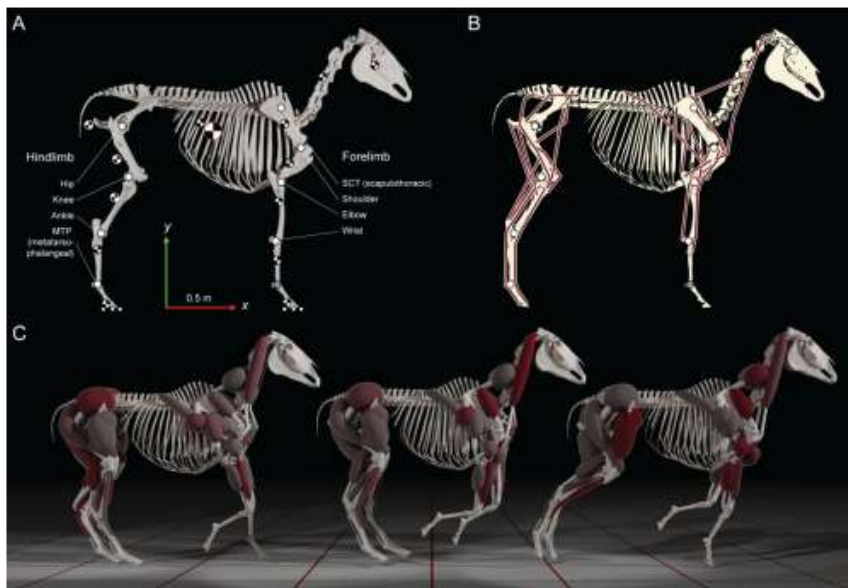 A
B
Hindlimb
Forelimb
Hip
Knee
Ankle
MTP
(metatarso-
phalangeal)
SCT (scapulothoracic)
Shoulder
Elbow
Wrist
y
0.5 m
x
C